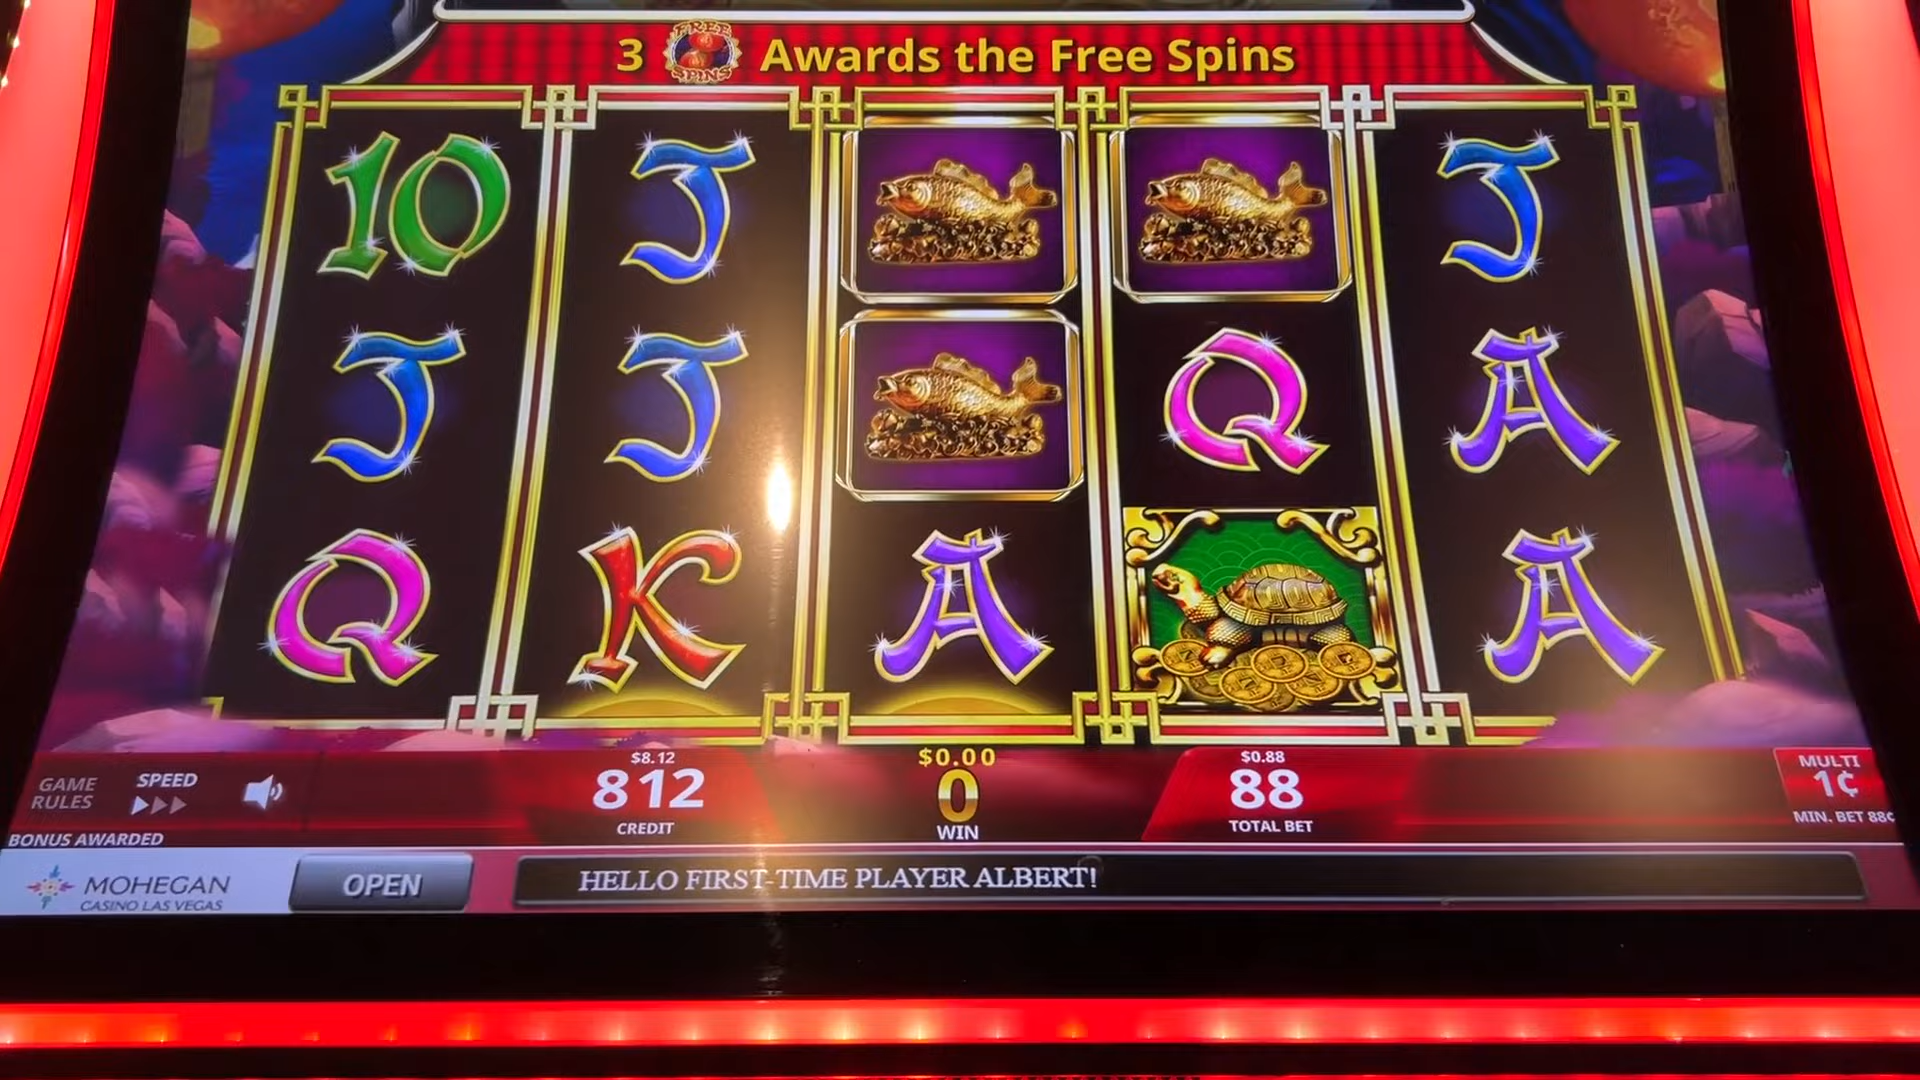 3 FREE SPINS Awards the Free Spins
10 J J
J J Q A
Q K A A
GAME RULES
SPEED
$8.12
812
CREDIT
$0.00
0
WIN
$0.88
88
TOTAL BET
MULTI
1¢
MIN. BET 88¢
BONUS AWARDED
MOHEGAN
CASINO LAS VEGAS
OPEN
HELLO FIRST-TIME PLAYER ALBERT!